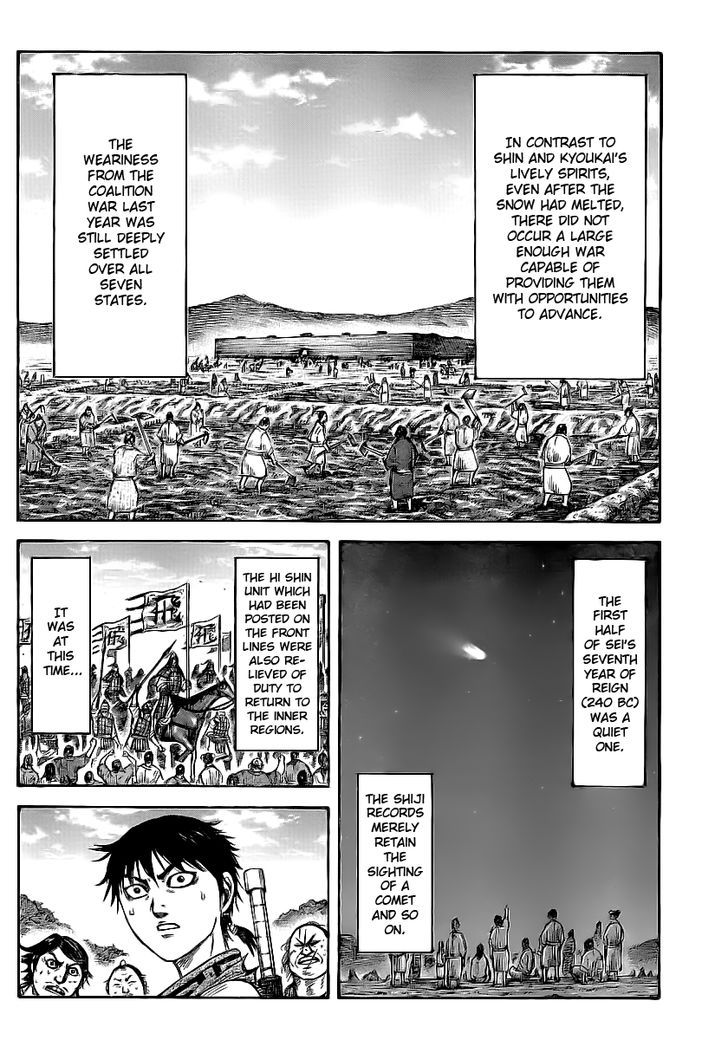 IN CONTRAST TO
SHIN AND KYOUKAI'S
LIVELY SPIRITS,
EVEN AFTER THE
SNOW HAD MELTED,
THERE DID NOT
OCCUR A LARGE
ENOUGH WAR
CAPABLE OF
PROVIDING THEM
WITH OPPORTUNITIES
TO ADVANCE.
THE
WEARINESS
FROM THE
COALITION
WAR LAST
YEAR WAS
STILL DEEPLY
SETTLED
OVER ALL
SEVEN
STATES.
THE
FIRST
HALF
OF SEI'S
SEVENTH
YEAR OF
REIGN
(240 BC)
WAS A
QUIET
ONE.
THE SHIJI
RECORDS
MERELY
RETAIN
THE
SIGHTING
OF A
COMET
AND SO
ON.
THE HI SHIN
UNIT WHICH
HAD BEEN
POSTED ON
THE FRONT
LINES WERE
ALSO RE-
LIEVED OF
DUTY TO
RETURN TO
THE INNER
REGIONS.
IT
WAS
AT
THIS
TIME...
飛
飛
飛